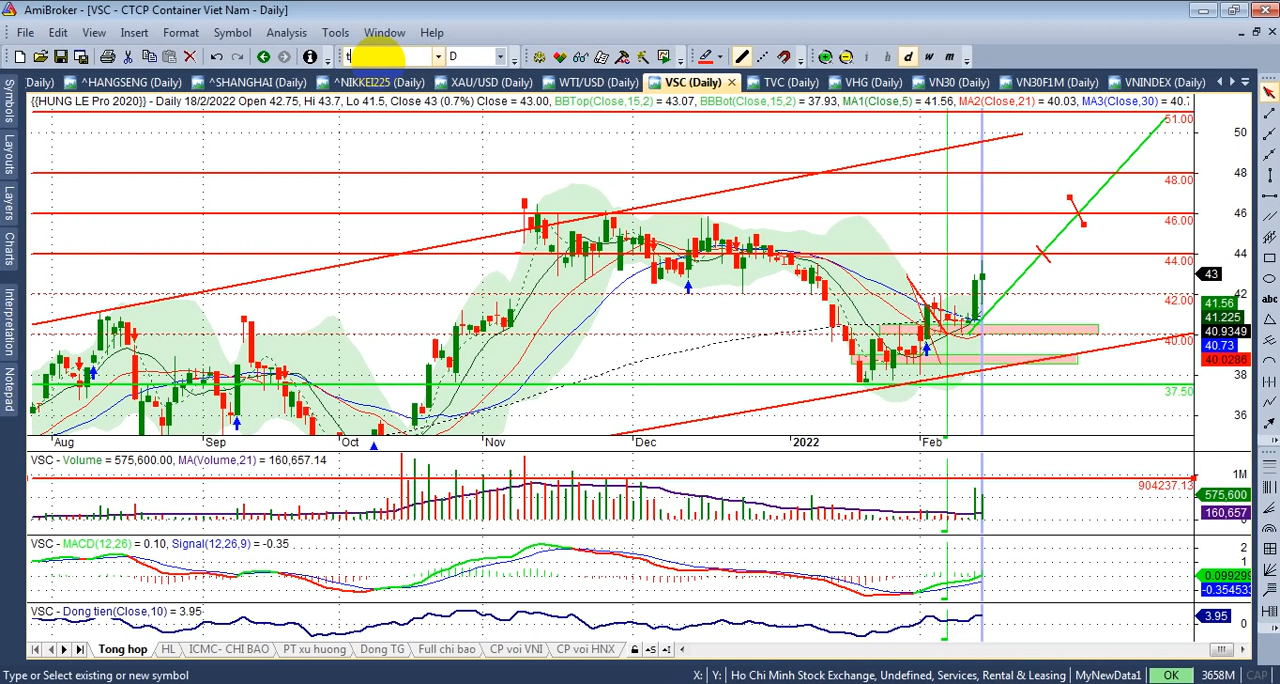 AmiBroker - [VSC - CTCP Container Viet Nam - Daily]
File Edit View Insert Format Symbol Analysis Tools Window Help
t D h d w m
Daily) ^HANGSENG (Daily) ^SHANGHAI (Daily) ^NIKKEI225 (Daily) XAU/USD (Daily) WTI/USD (Daily) VSC (Daily) TVC (Daily) VHG (Daily) VN30 (Daily) VN30F1M (Daily) VNINDEX (Daily)
{{HUNG LE Pro 2020}} - Daily 18/2/2022 Open 42.75, Hi 43.7, Lo 41.5, Close 43 (0.7%) Close = 43.00, BBTop(Close,15,2) = 43.07, BBBot(Close,15,2) = 37.93, MA1(Close,5) = 41.56, MA2(Close,21) = 40.03, MA3(Close,30) = 40.7
Symbols
Layouts
Layers
Charts
Interpretation
Notepad
51.00
50
48
48.00
46
46.00
44
44.00
43
42
42.00
41.56
41.225
40.9349
40.73
40.00
40.0286
38
37.50
36
Aug Sep Oct Nov Dec 2022 Feb
VSC - Volume = 575,600.00, MA(Volume,21) = 160,657.14
1M
904237.13
575,600
160,657
0
VSC - MACD(12,26) = 0.10, Signal(12,26,9) = -0.35
2
1
0.099299
-0.354533
VSC - Dong tien(Close,10) = 3.95
3.95
0
Tong hop HL ICMC- CHI BAO PT xu huong Dong TG Full chi bao CP voi VNI CP voi HNX
abc
Type or Select existing or new symbol X: Y: Ho Chi Minh Stock Exchange, Undefined, Services, Rental & Leasing MyNewData1 OK 3658M CAP